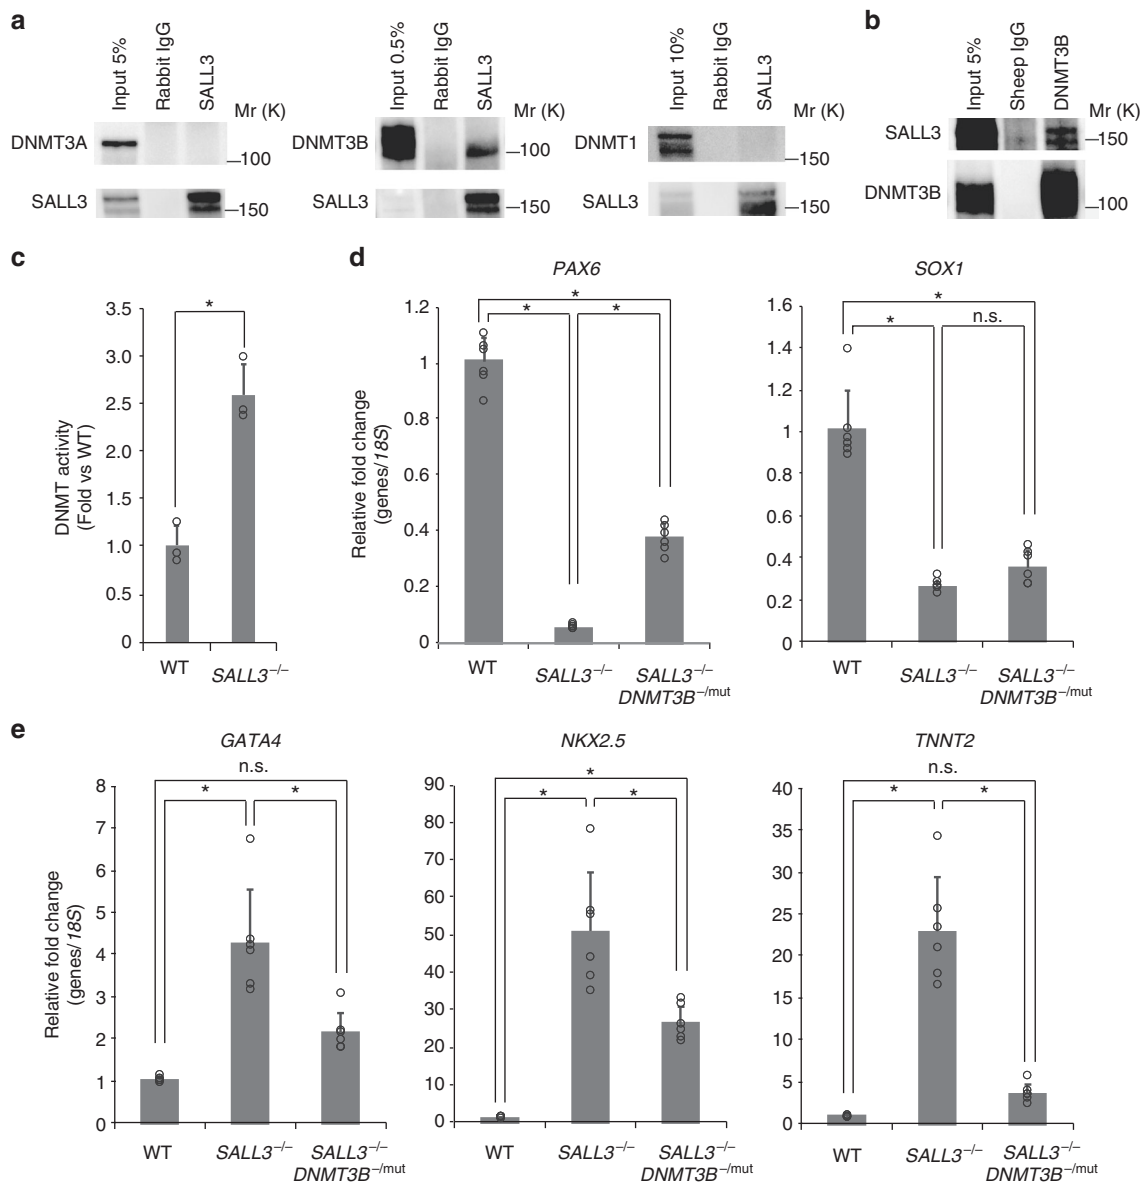 a
Input 5%
Rabbit IgG
SALL3
Mr (K)
DNMT3A
–100
SALL3
–150
Input 0.5%
Rabbit IgG
SALL3
Mr (K)
DNMT3B
–100
SALL3
–150
Input 10%
Rabbit IgG
SALL3
Mr (K)
DNMT1
–150
SALL3
–150
b
Input 5%
Sheep IgG
DNMT3B
Mr (K)
SALL3
–150
DNMT3B
–100
c
DNMT activity
(Fold vs WT)
3.5
3.0
2.5
2.0
1.5
1.0
0.5
0
*
WT
SALL3–/–
d
PAX6
Relative fold change
(genes/18S)
1.2
1
0.8
0.6
0.4
0.2
0
*
*
*
WT
SALL3–/–
SALL3–/–
DNMT3B–/mut
SOX1
1.6
1.4
1.2
1
0.8
0.6
0.4
0.2
0
*
*
n.s.
WT
SALL3–/–
SALL3–/–
DNMT3B–/mut
e
GATA4
Relative fold change
(genes/18S)
8
7
6
5
4
3
2
1
0
n.s.
*
*
WT
SALL3–/–
SALL3–/–
DNMT3B–/mut
NKX2.5
90
80
70
60
50
40
30
20
10
0
*
*
*
WT
SALL3–/–
SALL3–/–
DNMT3B–/mut
TNNT2
40
35
30
25
20
15
10
5
0
n.s.
*
*
WT
SALL3–/–
SALL3–/–
DNMT3B–/mut